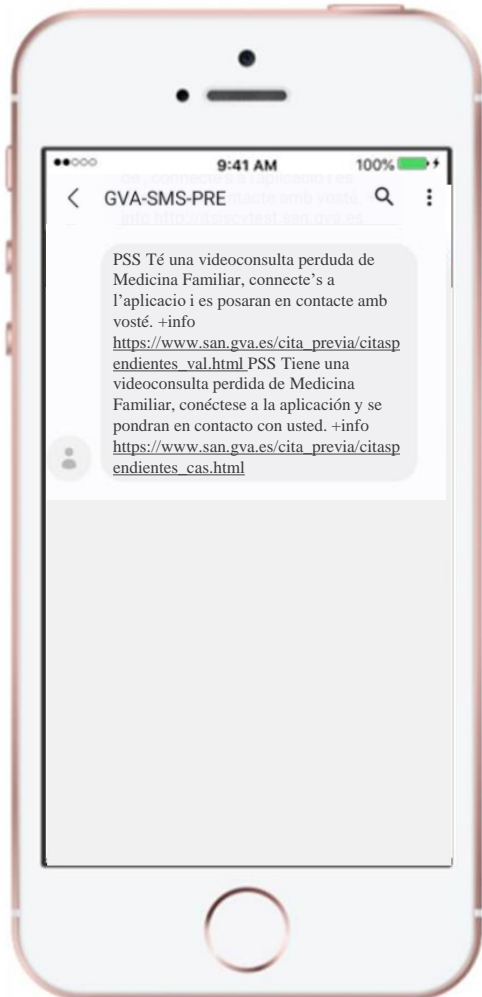 9:41 AM 100%
GVA-SMS-PRE
PSS Té una videoconsulta perduda de
Medicina Familiar, connecte’s a
l’aplicacio i es posaran en contacte amb
vosté. +info
https://www.san.gva.es/cita_previa/citasp
endientes_val.html PSS Tiene una
videoconsulta perdida de Medicina
Familiar, conéctese a la aplicación y se
pondran en contacto con usted. +info
https://www.san.gva.es/cita_previa/citasp
endientes_cas.html